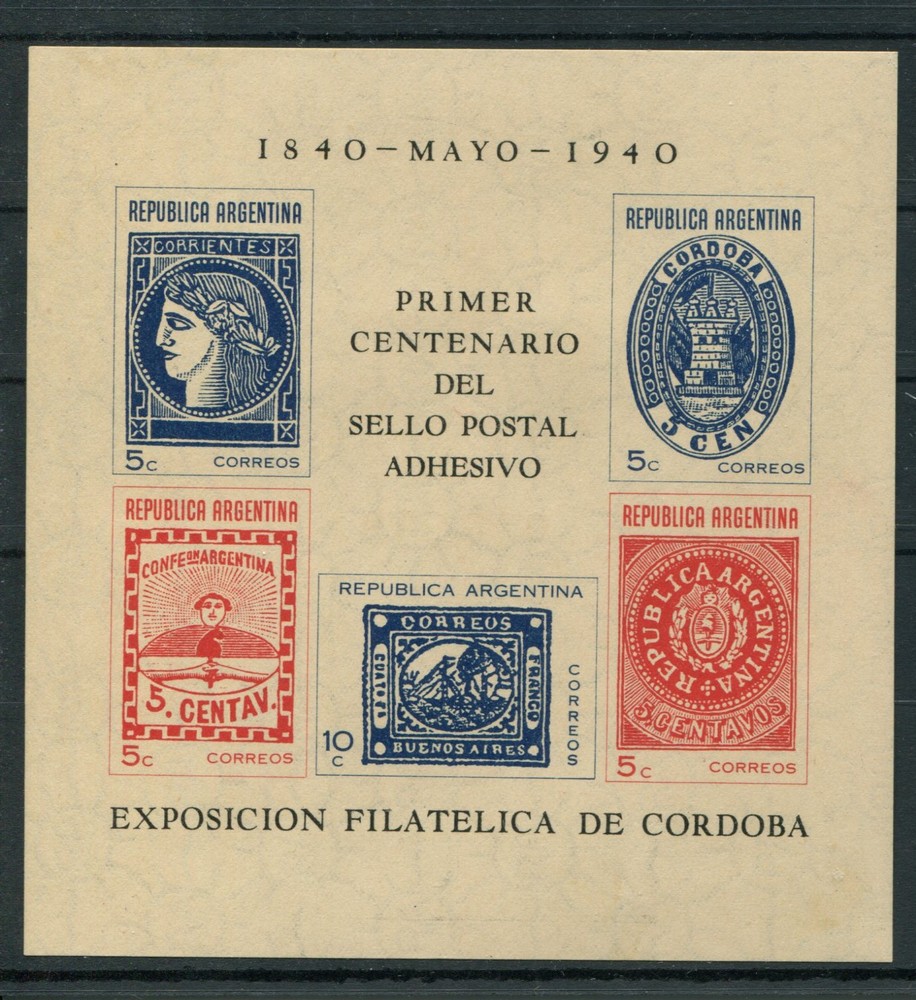 1840 – MAYO – 1940
REPUBLICA ARGENTINA
CORRIENTES
5c CORREOS
PRIMER
CENTENARIO
DEL
SELLO POSTAL
ADHESIVO
REPUBLICA ARGENTINA
CORDOBA
5 CEN
5c CORREOS
REPUBLICA ARGENTINA
CONFEON ARGENTINA
5. CENTAV.
5c CORREOS
REPUBLICA ARGENTINA
CORREOS
FRANCO
BUENOS AIRES
10 c
CORREOS
REPUBLICA ARGENTINA
REPUBLICA ARGENTINA
5 CENTAVOS
5c CORREOS
EXPOSICION FILATELICA DE CORDOBA